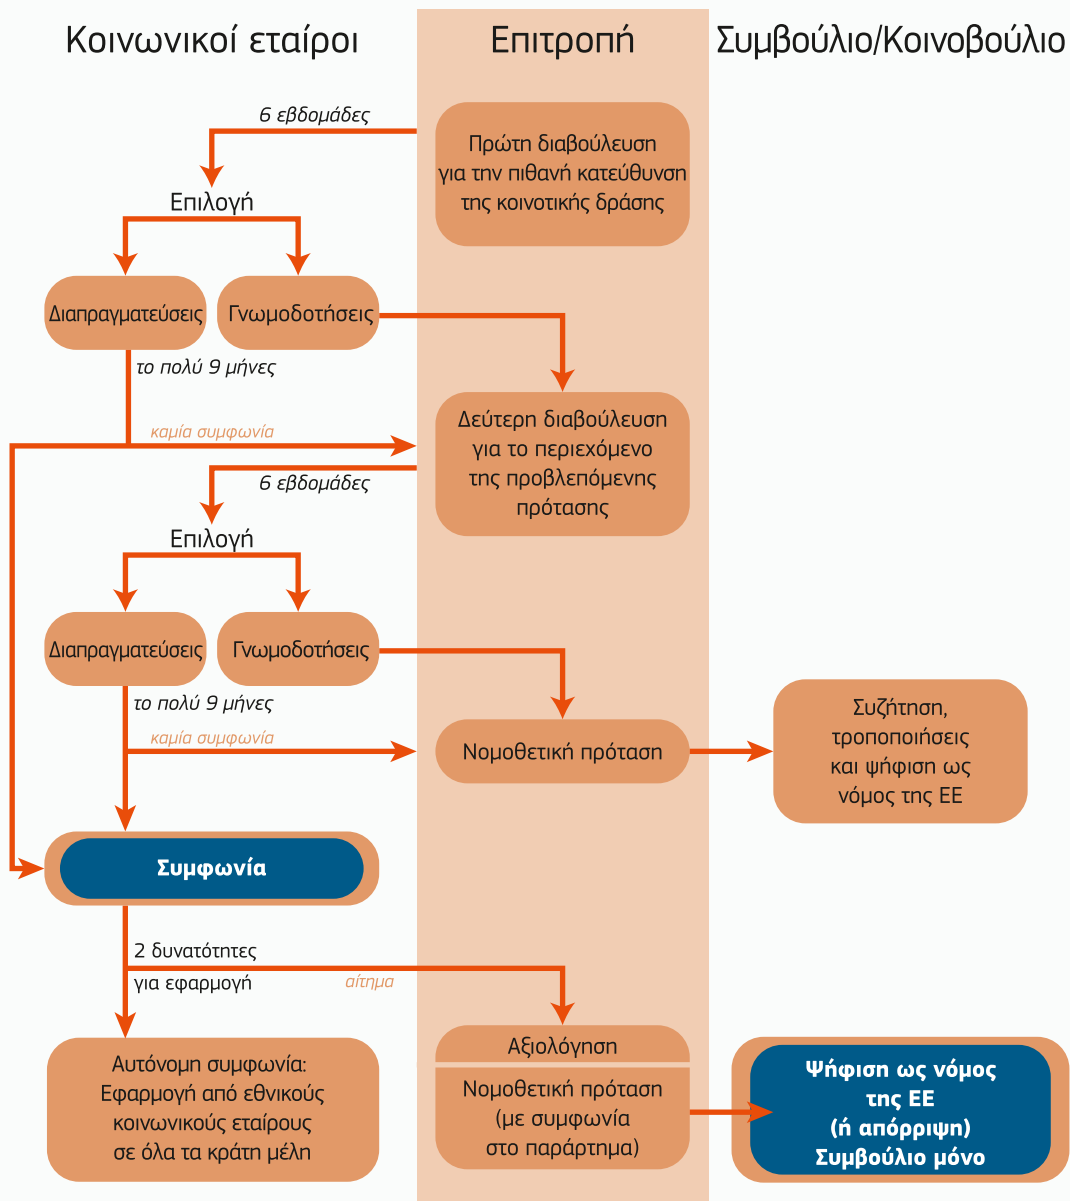 Κοινωνικοί εταίροι
Επιτροπή
Συμβούλιο/Κοινοβούλιο
6 εβδομάδες
Πρώτη διαβούλευση
για την πιθανή κατεύθυνση
της κοινοτικής δράσης
Επιλογή
Διαπραγματεύσεις
Γνωμοδοτήσεις
το πολύ 9 μήνες
καμία συμφωνία
Δεύτερη διαβούλευση
για το περιεχόμενο
της προβλεπόμενης
πρότασης
6 εβδομάδες
Επιλογή
Διαπραγματεύσεις
Γνωμοδοτήσεις
το πολύ 9 μήνες
καμία συμφωνία
Νομοθετική πρόταση
Συζήτηση,
τροποποιήσεις
και ψήφιση ως
νόμος της ΕΕ
Συμφωνία
2 δυνατότητες
για εφαρμογή
αίτημα
Αυτόνομη συμφωνία:
Εφαρμογή από εθνικούς
κοινωνικούς εταίρους
σε όλα τα κράτη μέλη
Αξιολόγηση
Νομοθετική πρόταση
(με συμφωνία
στο παράρτημα)
Ψήφιση ως νόμος
της ΕΕ
(ή απόρριψη)
Συμβούλιο μόνο